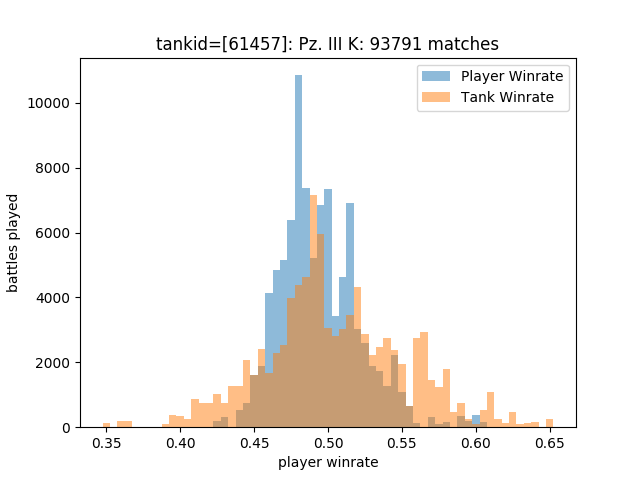 tankid=[61457]: Pz. III K: 93791 matches
Player Winrate
Tank Winrate
battles played
10000
8000
6000
4000
2000
0
0.35 0.40 0.45 0.50 0.55 0.60 0.65
player winrate